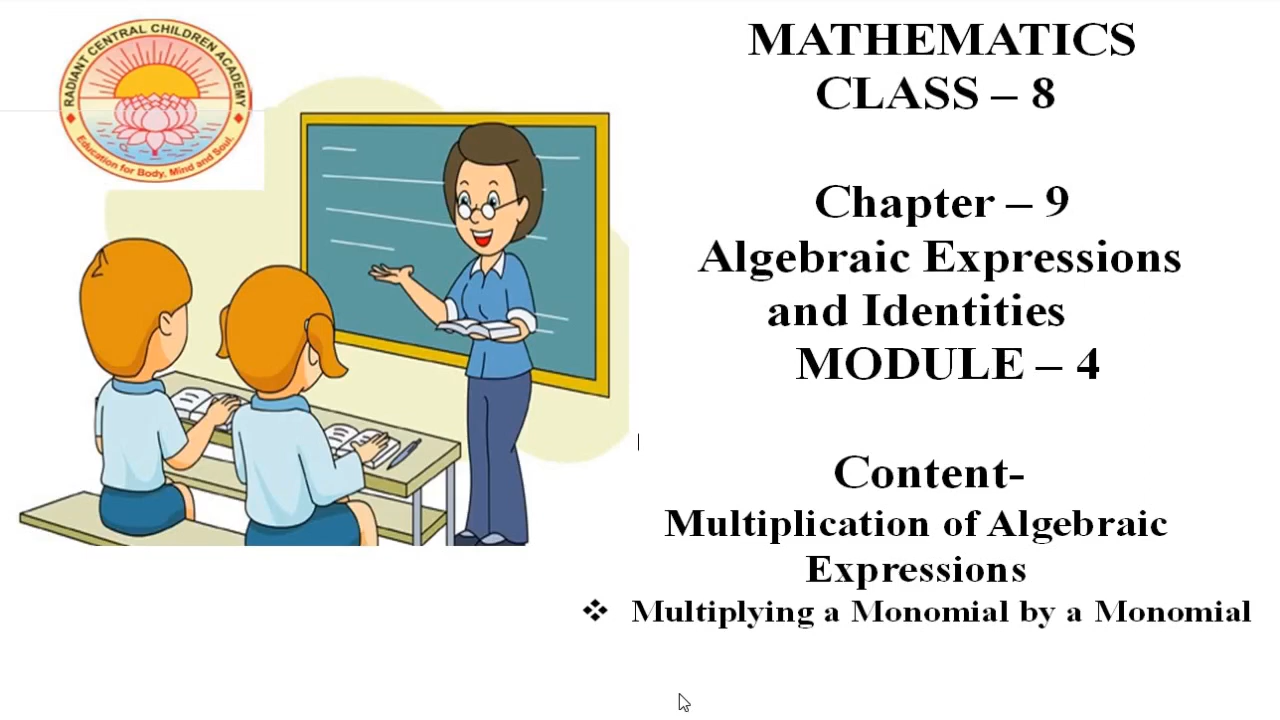 RADIANT CENTRAL CHILDREN ACADEMY
Education for Body, Mind and Soul.
MATHEMATICS
CLASS – 8
Chapter – 9
Algebraic Expressions
and Identities
MODULE – 4
Content-
Multiplication of Algebraic
Expressions
❖ Multiplying a Monomial by a Monomial